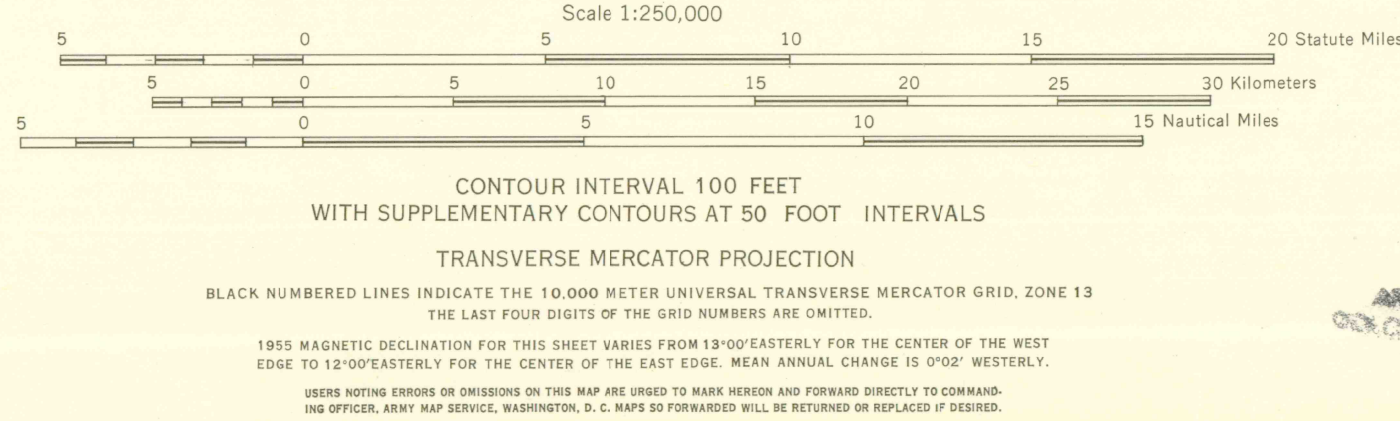 Scale 1:250,000
5 0 5 10 15 20 Statute Miles
5 0 5 10 15 20 25 30 Kilometers
5 0 5 10 15 Nautical Miles
CONTOUR INTERVAL 100 FEET
WITH SUPPLEMENTARY CONTOURS AT 50 FOOT INTERVALS
TRANSVERSE MERCATOR PROJECTION
BLACK NUMBERED LINES INDICATE THE 10,000 METER UNIVERSAL TRANSVERSE MERCATOR GRID, ZONE 13
THE LAST FOUR DIGITS OF THE GRID NUMBERS ARE OMITTED.
1955 MAGNETIC DECLINATION FOR THIS SHEET VARIES FROM 13°00'EASTERLY FOR THE CENTER OF THE WEST
EDGE TO 12°00'EASTERLY FOR THE CENTER OF THE EAST EDGE. MEAN ANNUAL CHANGE IS 0°02' WESTERLY.
USERS NOTING ERRORS OR OMISSIONS ON THIS MAP ARE URGED TO MARK HEREON AND FORWARD DIRECTLY TO COMMAND-
ING OFFICER, ARMY MAP SERVICE, WASHINGTON, D. C. MAPS SO FORWARDED WILL BE RETURNED OR REPLACED IF DESIRED.